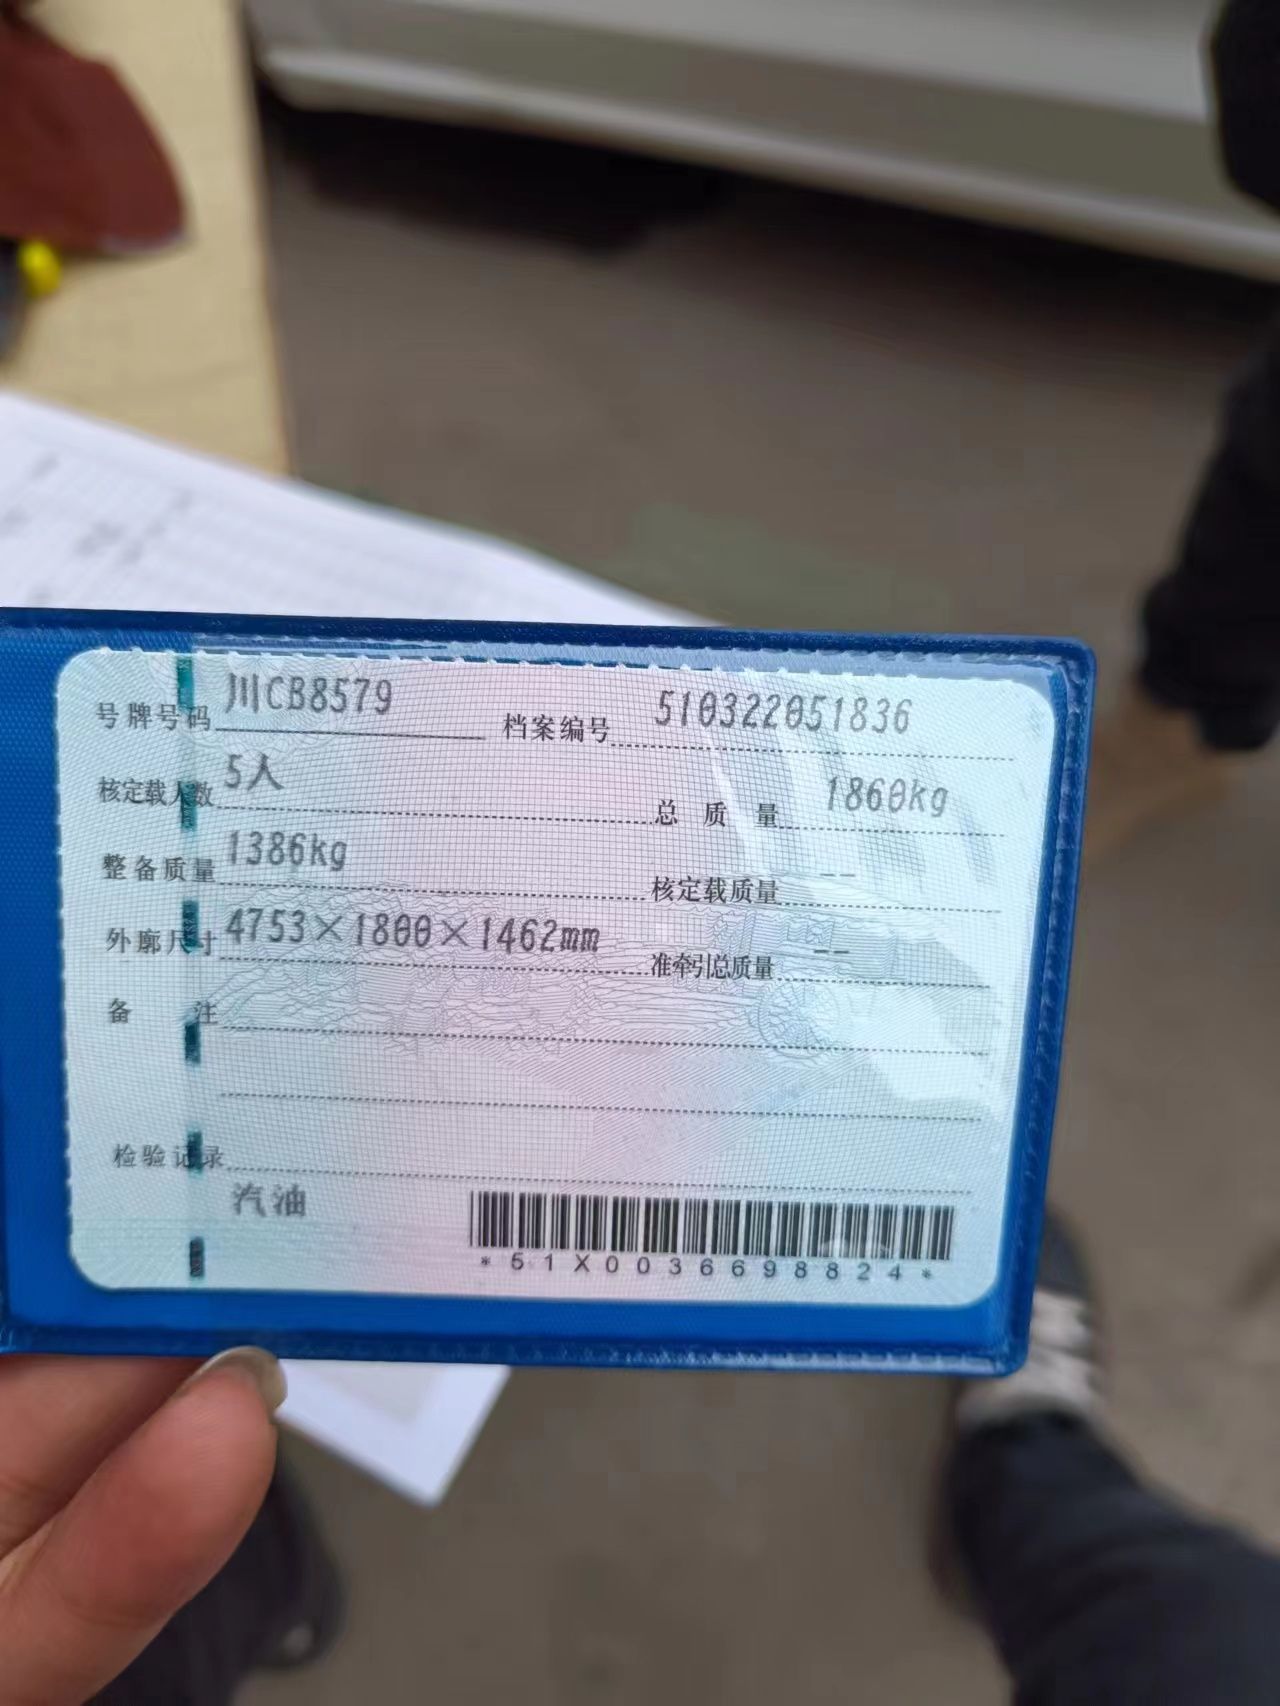 号牌号码 川CB8579 档案编号 510322051836
核定载人数 5人 总质量 1860kg
整备质量 1386kg 核定载质量 --
外廓尺寸 4753×1800×1462mm 准牵引总质量 --
备注
检验记录
汽油
*51X0036698824*